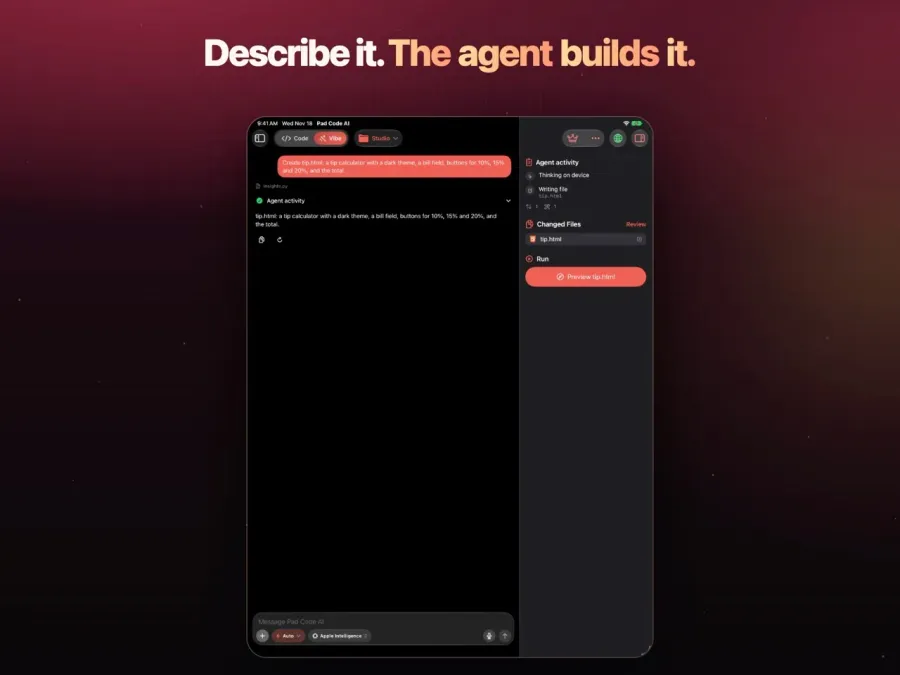 Describe it. The agent builds it.
9:41 AM Wed Nov 18 Pad Code AI
</> Code Vibe Studio
Create tip.html: a tip calculator with a dark theme, a bill field, buttons for 10%, 15%
and 20%, and the total.
Agent activity
tip.html: a tip calculator with a dark theme, a bill field, buttons for 10%, 15% and 20%, and
the total.
Message Pad Code AI
Auto Apple Intelligence
Agent activity
Thinking on device
Writing file
tip.html
Changed Files Review
tip.html
Run
Preview tip.html